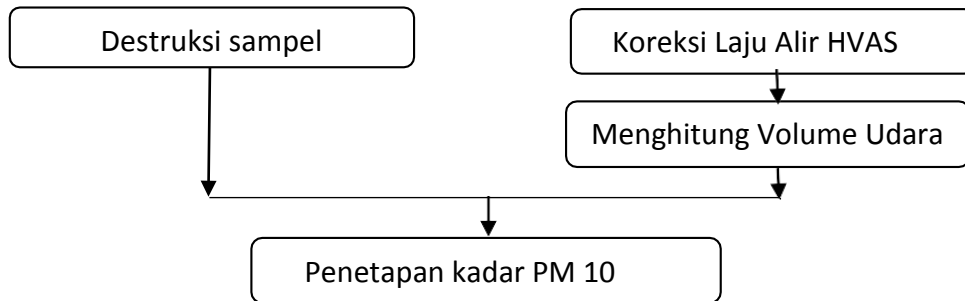 Destruksi sampel
Koreksi Laju Alir HVAS
Menghitung Volume Udara
Penetapan kadar PM 10